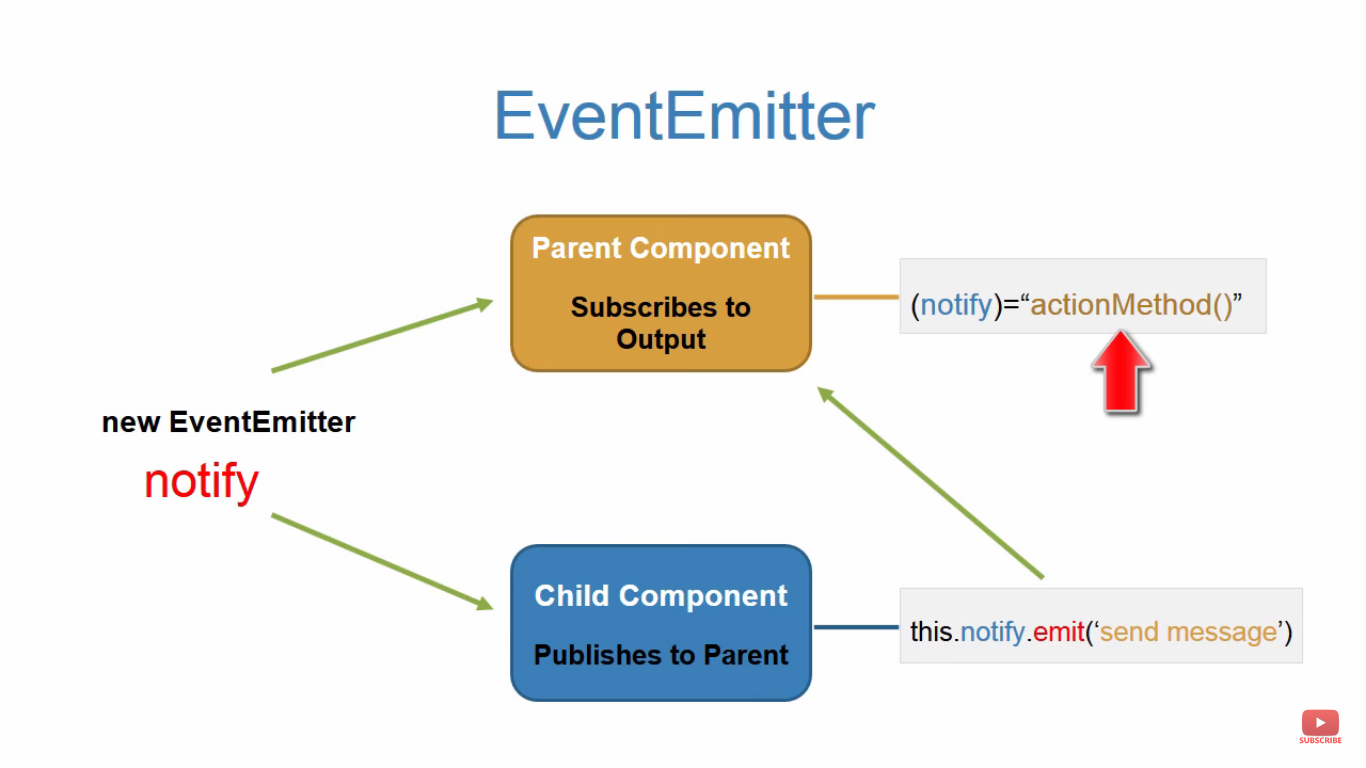 EventEmitter
Parent Component
Subscribes to
Output
(notify)=“actionMethod()”
new EventEmitter
notify
Child Component
Publishes to Parent
this.notify.emit(‘send message’)
SUBSCRIBE